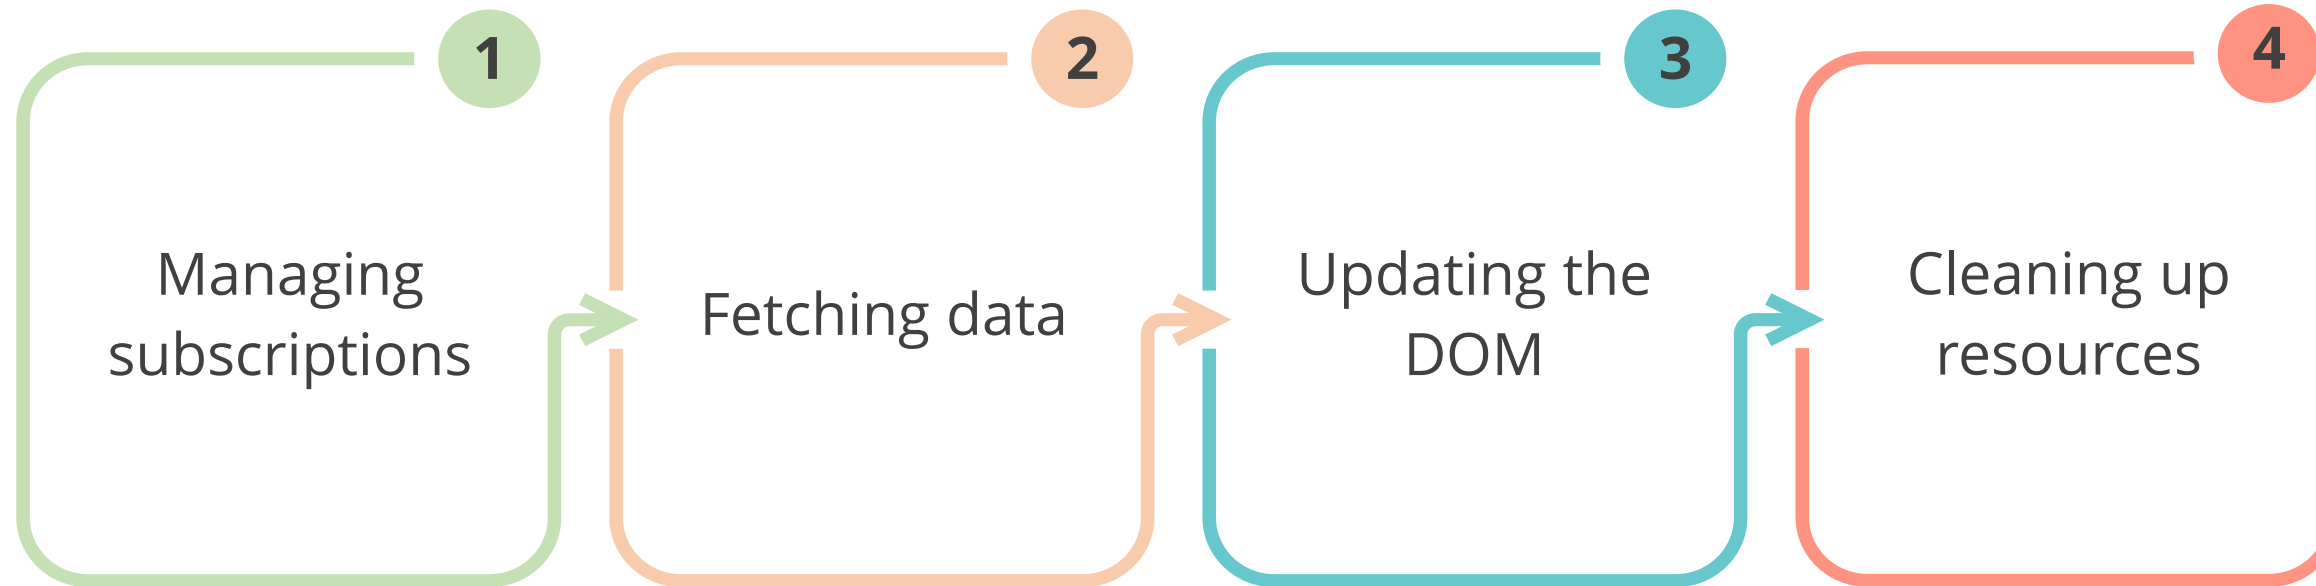 1
Managing
subscriptions
2
Fetching data
3
Updating the
DOM
4
Cleaning up
resources